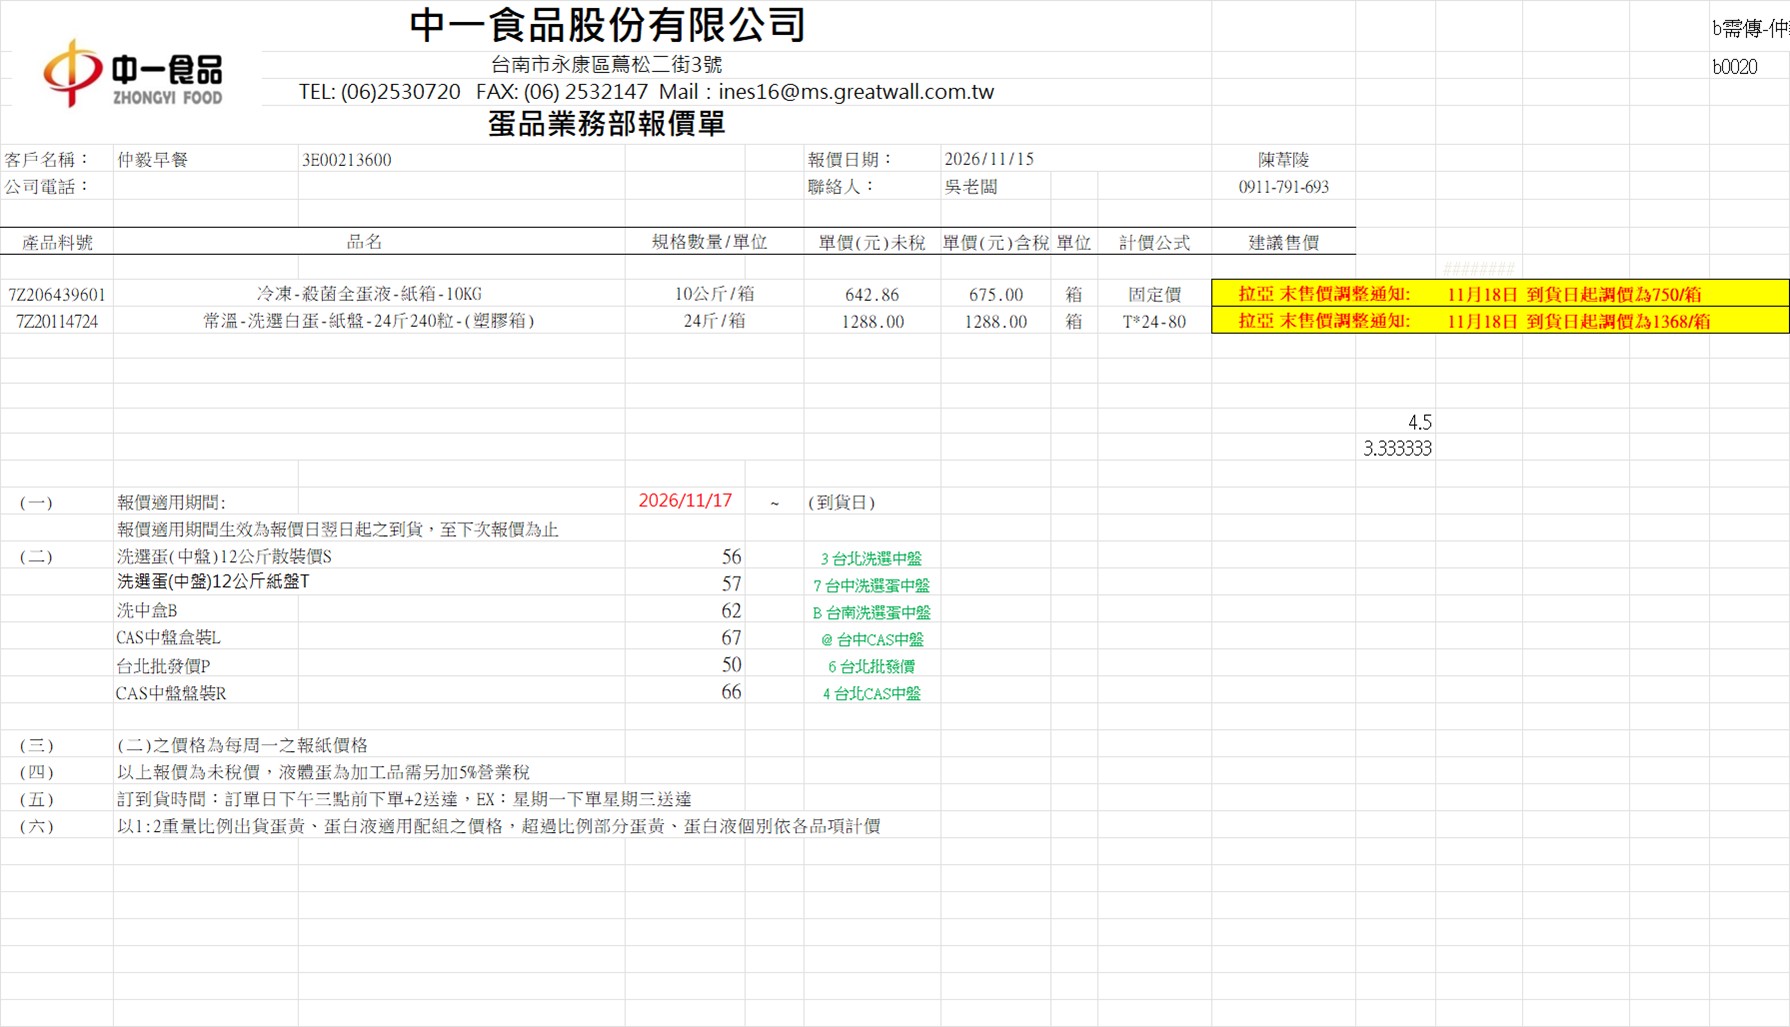 中一食品股份有限公司
b需傳-仲
中一食品
ZHONGYI FOOD
台南市永康區蔦松二街3號
b0020
TEL: (06)2530720 FAX: (06) 2532147 Mail：ines16@ms.greatwall.com.tw
蛋品業務部報價單
客戶名稱： 仲毅早餐 3E00213600 報價日期： 2026/11/15 陳葦陵
公司電話： 聯絡人： 吳老闆 0911-791-693
產品料號 品名 規格數量/單位 單價(元)未稅 單價(元)含稅 單位 計價公式 建議售價
########
7Z206439601 冷凍-殺菌全蛋液-紙箱-10KG 10公斤/箱 642.86 675.00 箱 固定價 拉亞 末售價調整通知: 11月18日 到貨日起調價為750/箱
7Z20114724 常溫-洗選白蛋-紙盤-24斤240粒-(塑膠箱) 24斤/箱 1288.00 1288.00 箱 T*24-80 拉亞 末售價調整通知: 11月18日 到貨日起調價為1368/箱
4.5
3.333333
(一) 報價適用期間: 2026/11/17 ~ (到貨日)
報價適用期間生效為報價日翌日起之到貨，至下次報價為止
(二) 洗選蛋(中盤)12公斤散裝價S 56 3 台北洗選中盤
洗選蛋(中盤)12公斤紙盤T 57 7 台中洗選蛋中盤
洗中盒B 62 B 台南洗選蛋中盤
CAS中盤盒裝L 67 @ 台中CAS中盤
台北批發價P 50 6 台北批發價
CAS中盤盤裝R 66 4 台北CAS中盤
(三) (二)之價格為每周一之報紙價格
(四) 以上報價為未稅價，液體蛋為加工品需另加5%營業稅
(五) 訂到貨時間：訂單日下午三點前下單+2送達，EX：星期一下單星期三送達
(六) 以1:2重量比例出貨蛋黃、蛋白液適用配組之價格，超過比例部分蛋黃、蛋白液個別依各品項計價